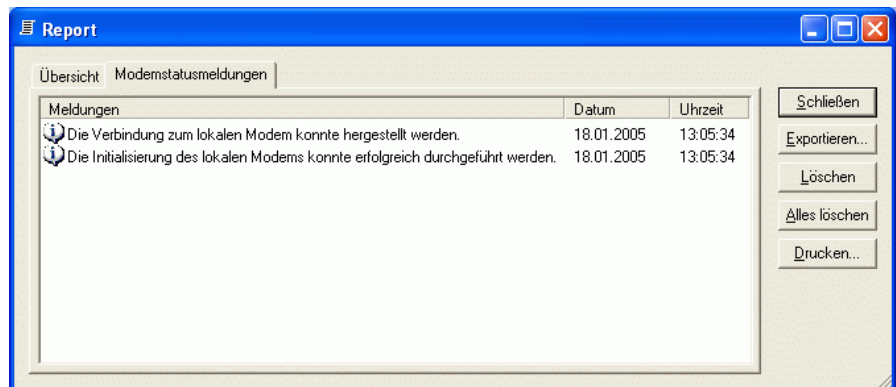 Report
Übersicht Modemstatusmeldungen
Meldungen Datum Uhrzeit
Die Verbindung zum lokalen Modem konnte hergestellt werden. 18.01.2005 13:05:34
Die Initialisierung des lokalen Modems konnte erfolgreich durchgeführt werden. 18.01.2005 13:05:34
Schließen
Exportieren...
Löschen
Alles löschen
Drucken...